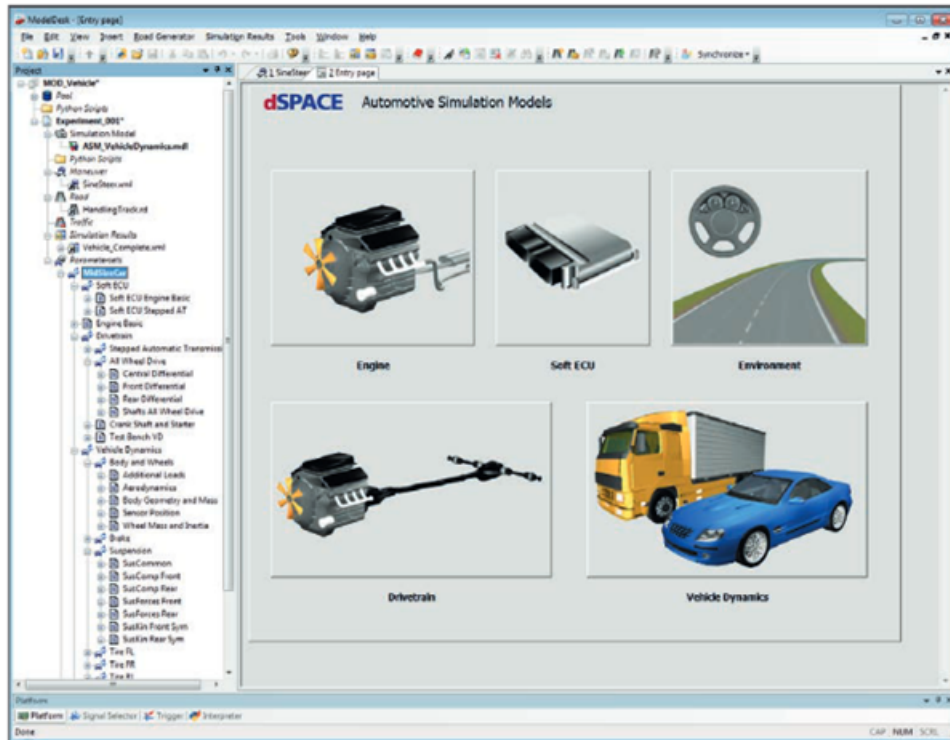 ModelDesk - [Entry page]
File Edit View Insert Road Generator Simulation Results Tools Window Help
Synchronize
Project
MOD_Vehicle*
Pool
Python Scripts
Experiment_001*
Simulation Model
ASM_VehicleDynamics.mdl
Python Scripts
Maneuver
SineSteer.xml
Road
HandlingTrack.rd
Traffic
Simulation Results
Vehicle_Complete.xml
Parametersets
MidSizeCar
Soft ECU
Soft ECU Engine Basic
Soft ECU Stepped AT
Engine Basic
Drivetrain
Stepped Automatic Transmissi
All Wheel Drive
Central Differential
Front Differential
Rear Differential
Shafts All Wheel Drive
Crank Shaft and Starter
Test Bench VD
Vehicle Dynamics
Body and Wheels
Additional Loads
Aerodynamics
Body Geometry and Mass
Sensor Position
Wheel Mass and Inertia
Brake
Suspension
SusCommon
SusComp Front
SusComp Rear
SusForces Front
SusForces Rear
SusKin Front Sym
SusKin Rear Sym
Tire FL
Tire FR
Tire RL
1 SineSteer 2 Entry page
dSPACE Automotive Simulation Models
Engine Soft ECU Environment
Drivetrain Vehicle Dynamics
Platform
Platform Signal Selector Trigger Interpreter
Done CAP NUM SCRL